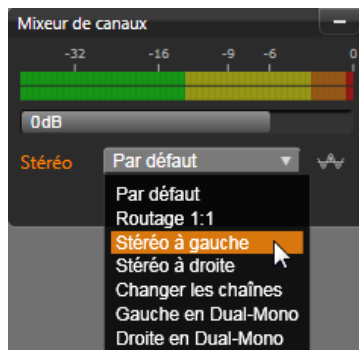 Mixeur de canaux
-32 -16 -9 -6 0
0dB
Stéréo Par défaut
Par défaut
Routage 1:1
Stéréo à gauche
Stéréo à droite
Changer les chaînes
Gauche en Dual-Mono
Droite en Dual-Mono